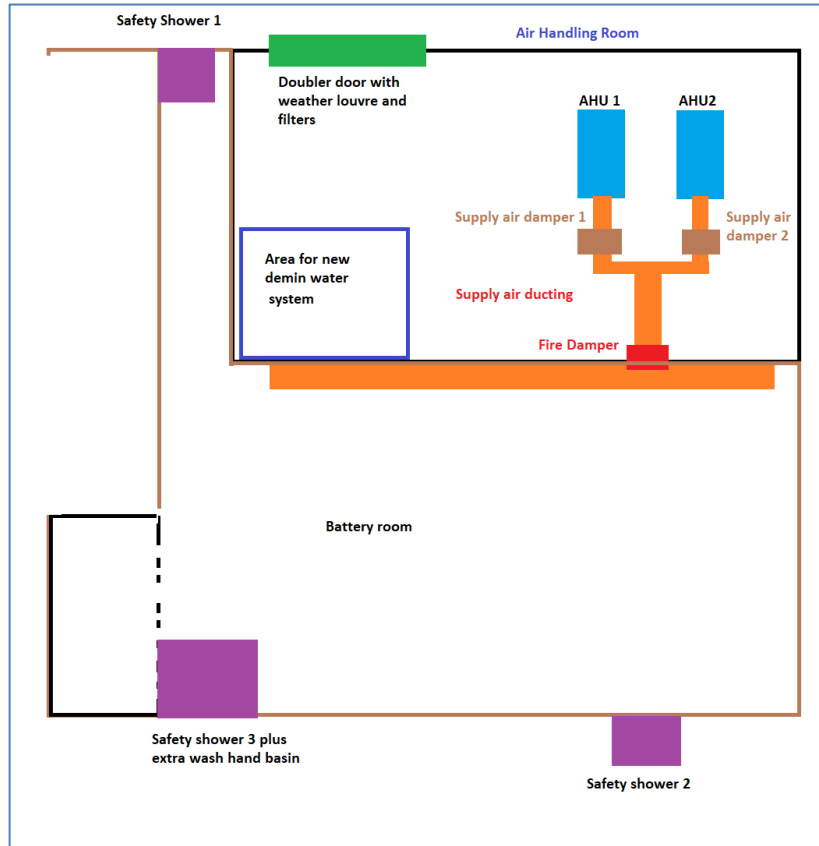 Safety Shower 1
Air Handling Room
Doubler door with
weather louvre and
filters
AHU 1
AHU2
Supply air damper 1
Supply air
damper 2
Area for new
demin water
system
Supply air ducting
Fire Damper
Battery room
Safety shower 3 plus
extra wash hand basin
Safety shower 2